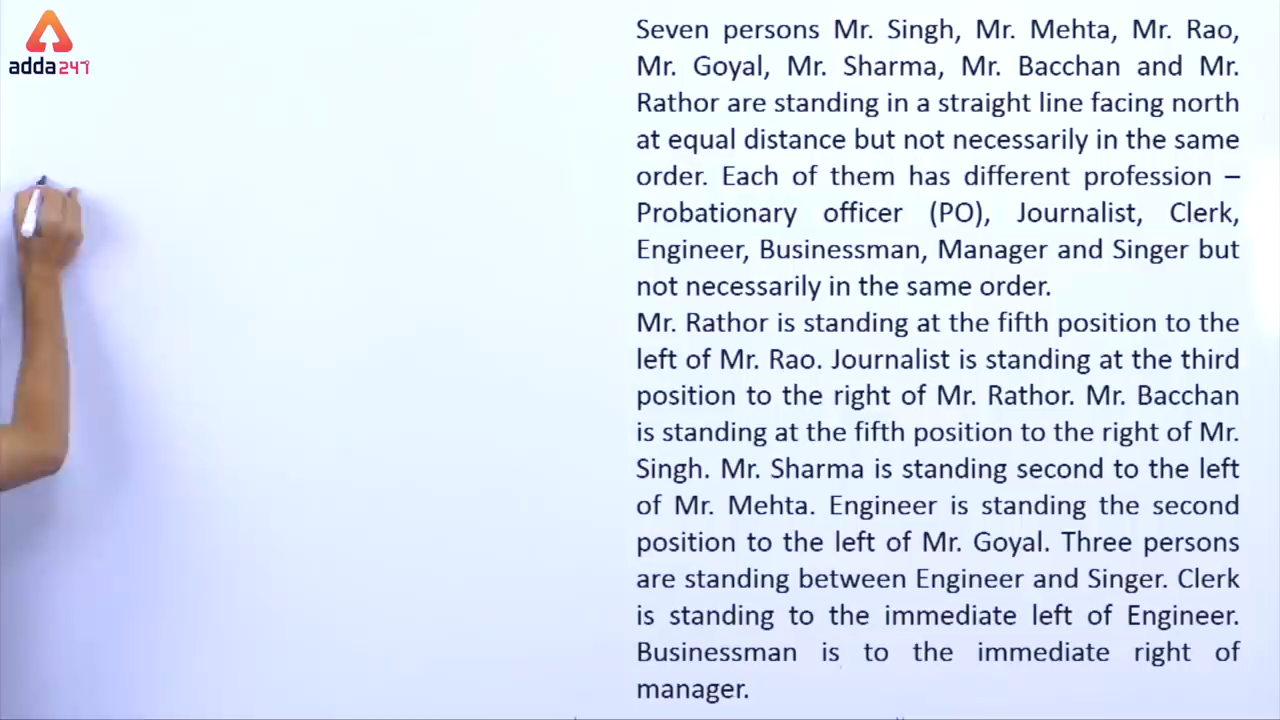 adda247
Seven persons Mr. Singh, Mr. Mehta, Mr. Rao,
Mr. Goyal, Mr. Sharma, Mr. Bacchan and Mr.
Rathor are standing in a straight line facing north
at equal distance but not necessarily in the same
order. Each of them has different profession –
Probationary officer (PO), Journalist, Clerk,
Engineer, Businessman, Manager and Singer but
not necessarily in the same order.
Mr. Rathor is standing at the fifth position to the
left of Mr. Rao. Journalist is standing at the third
position to the right of Mr. Rathor. Mr. Bacchan
is standing at the fifth position to the right of Mr.
Singh. Mr. Sharma is standing second to the left
of Mr. Mehta. Engineer is standing the second
position to the left of Mr. Goyal. Three persons
are standing between Engineer and Singer. Clerk
is standing to the immediate left of Engineer.
Businessman is to the immediate right of
manager.